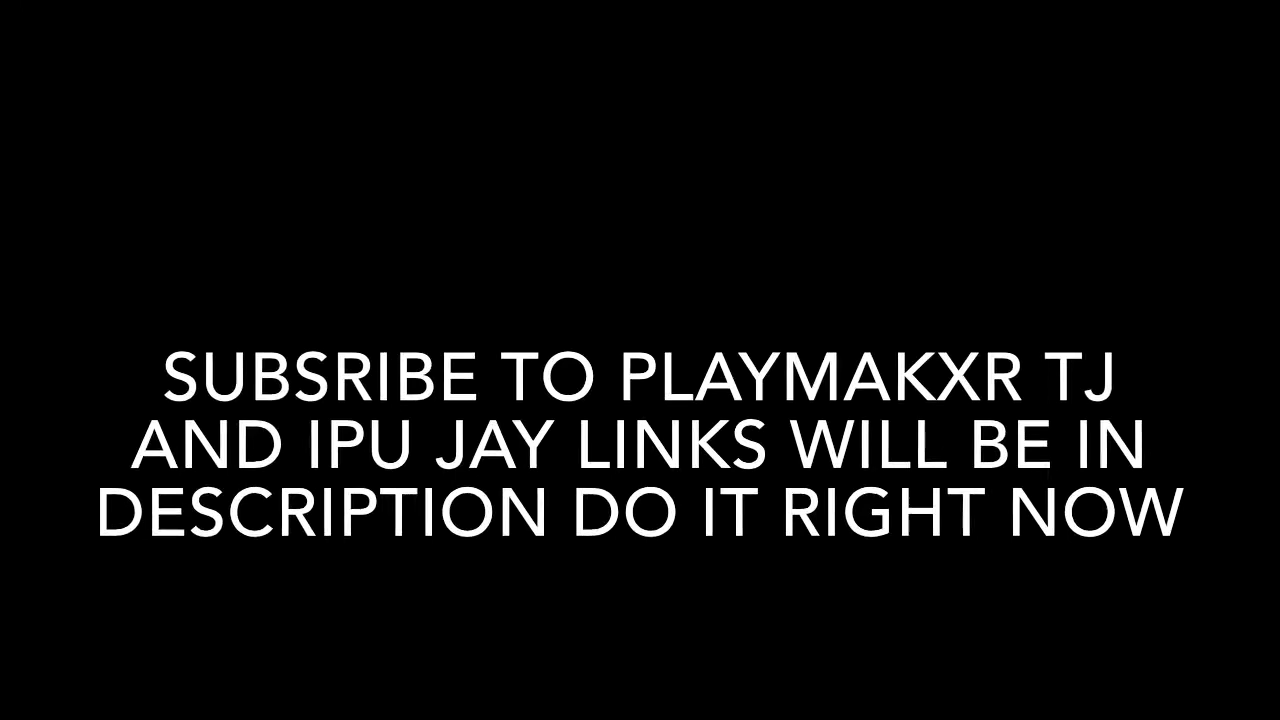 SUBSRIBE TO PLAYMAKXR TJ
AND IPU JAY LINKS WILL BE IN
DESCRIPTION DO IT RIGHT NOW